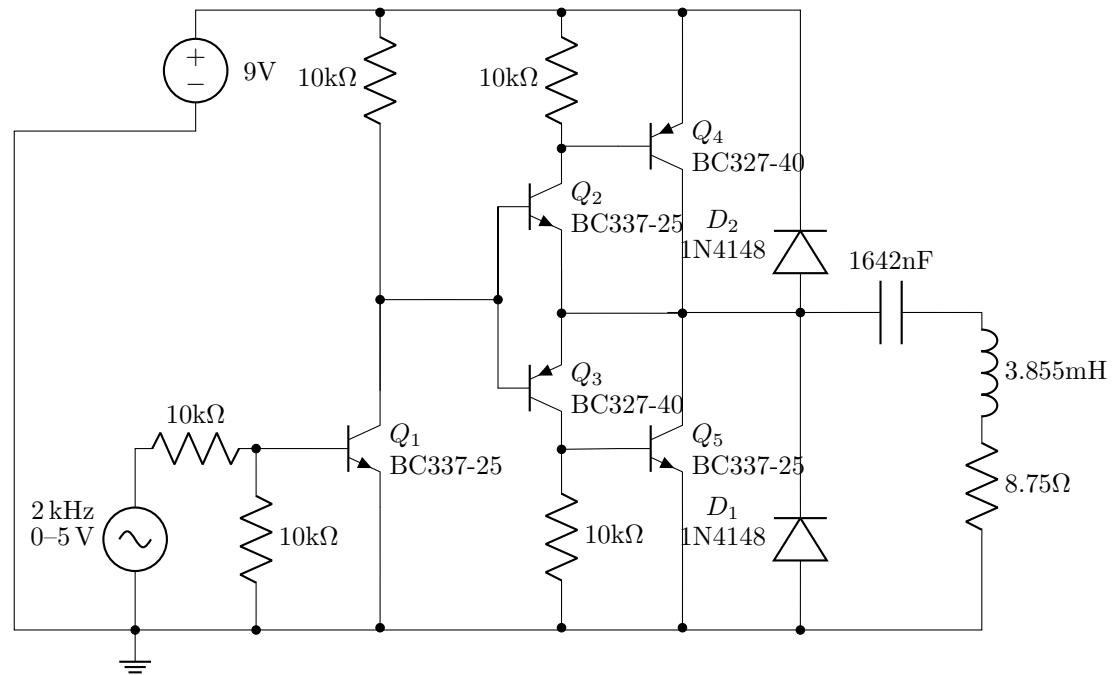 +
−
9V
10kΩ
10kΩ
Q4
BC327-40
Q2
BC337-25
D2
1N4148
1642nF
Q3
BC327-40
3.855mH
10kΩ
Q1
BC337-25
Q5
BC337-25
8.75Ω
2 kHz
0–5 V
10kΩ
10kΩ
D1
1N4148